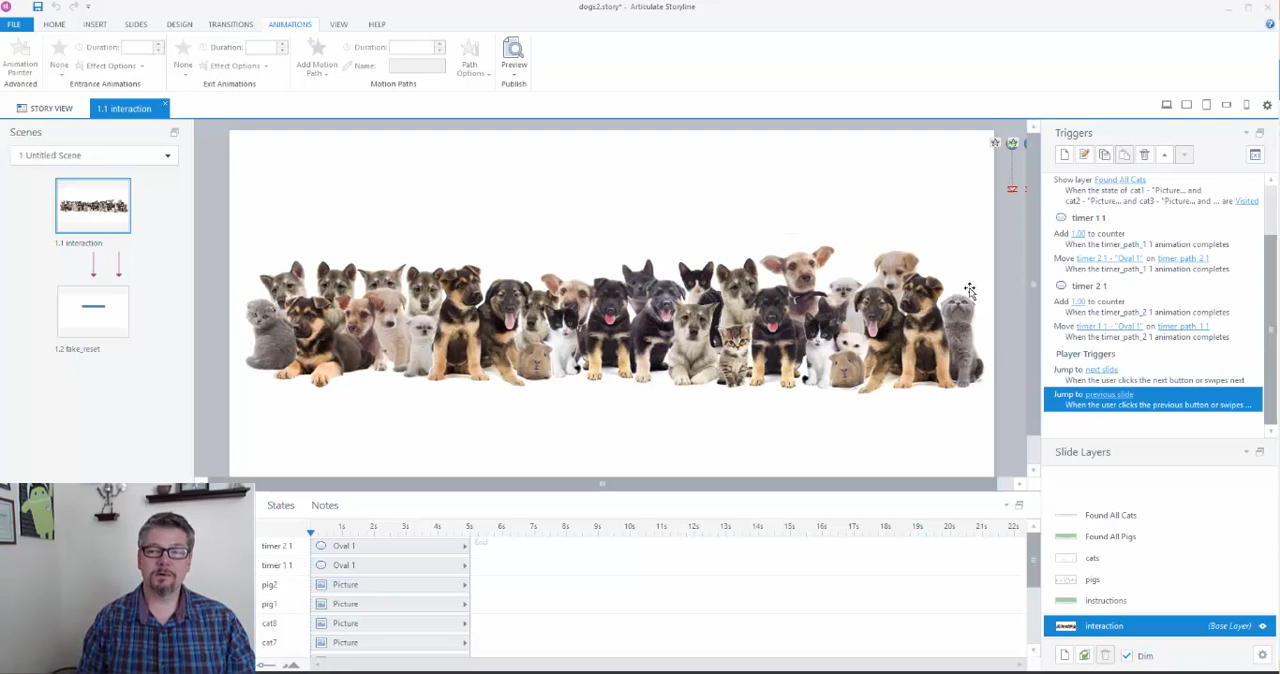 dogs2.story* - Articulate Storyline
FILE HOME INSERT SLIDES DESIGN TRANSITIONS ANIMATIONS VIEW HELP
Animation Painter
None
Duration:
Effect Options
None
Duration:
Effect Options
Add Motion Path
Duration:
Name:
Path Options
Preview
Advanced Entrance Animations Exit Animations Motion Paths Publish
STORY VIEW 1.1 interaction
Scenes
1 Untitled Scene
1.1 interaction
1.2 fake_reset
Triggers
Show layer Found All Cats
When the state of cat1 - "Picture... and
cat2 - "Picture... and cat3 - "Picture... and ... are Visited
timer 1 1
Add 1.00 to counter
When the timer_path_1 1 animation completes
Move timer 2 1 - "Oval 1" on timer_path_2 1
When the timer_path_1 1 animation completes
timer 2 1
Add 1.00 to counter
When the timer_path_2 1 animation completes
Move timer 1 1 - "Oval 1" on timer_path_1 1
When the timer_path_2 1 animation completes
Player Triggers
Jump to next slide
When the user clicks the next button or swipes next
Jump to previous slide
When the user clicks the previous button or swipes ...
Slide Layers
Found All Cats
Found All Pigs
cats
pigs
instructions
interaction (Base Layer)
Dim
States Notes
1s 2s 3s 4s 5s 6s 7s 8s 9s 10s 11s 12s 13s 14s 15s 16s 17s 18s 19s 20s 21s 22s
End
timer 2 1 Oval 1
timer 1 1 Oval 1
pig2 Picture
pig1 Picture
cat8 Picture
cat7 Picture